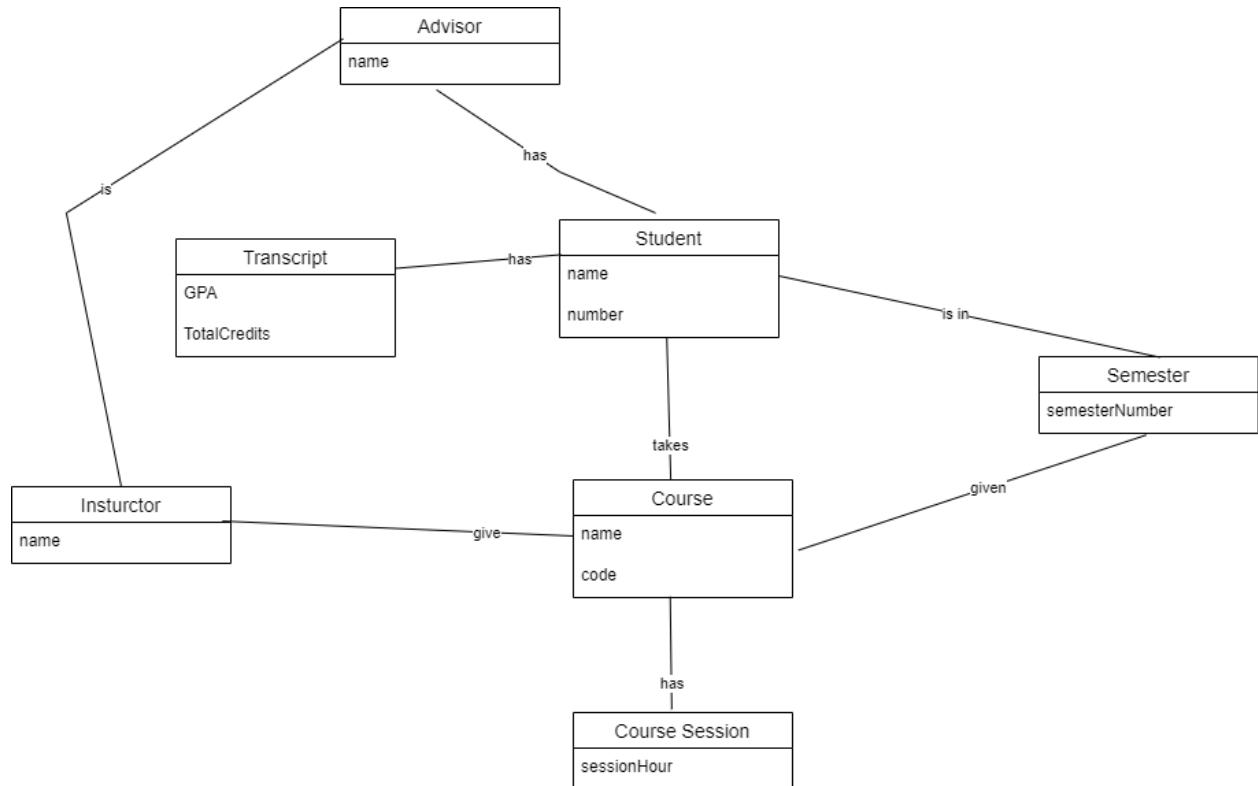 Advisor
name
has
is
Student
name
number
Transcript
GPA
TotalCredits
has
is in
Semester
semesterNumber
takes
given
Insturctor
name
give
Course
name
code
has
Course Session
sessionHour